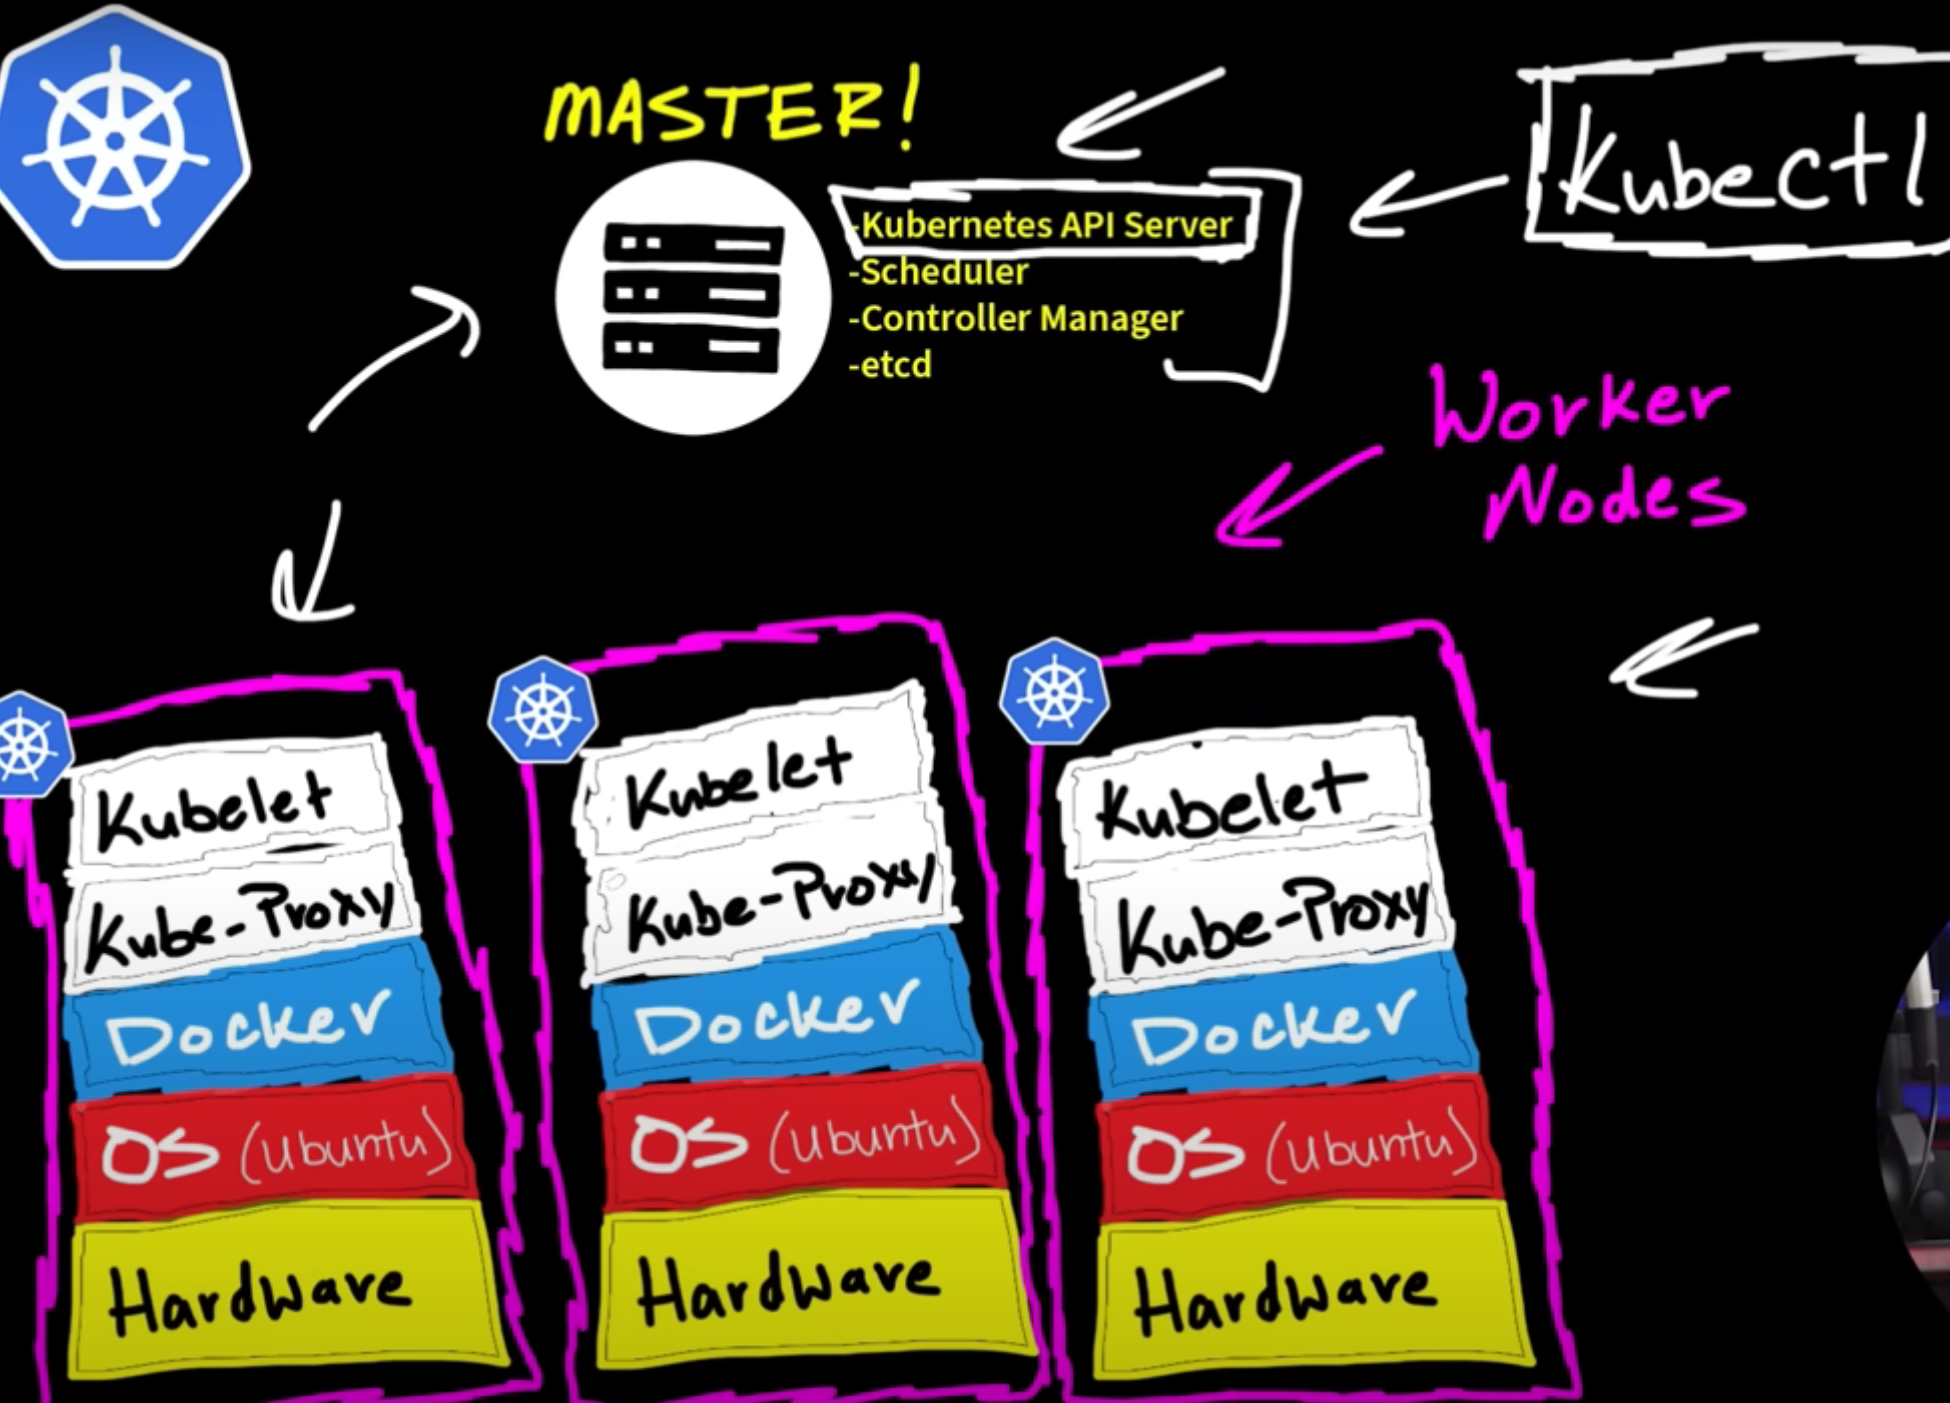 MASTER!
Kubectl
-Kubernetes API Server
-Scheduler
-Controller Manager
-etcd
Worker
Nodes
Kubelet
Kube-Proxy
Docker
OS (Ubuntu)
Hardware
Kubelet
Kube-Proxy
Docker
OS (Ubuntu)
Hardware
Kubelet
Kube-Proxy
Docker
OS (Ubuntu)
Hardware